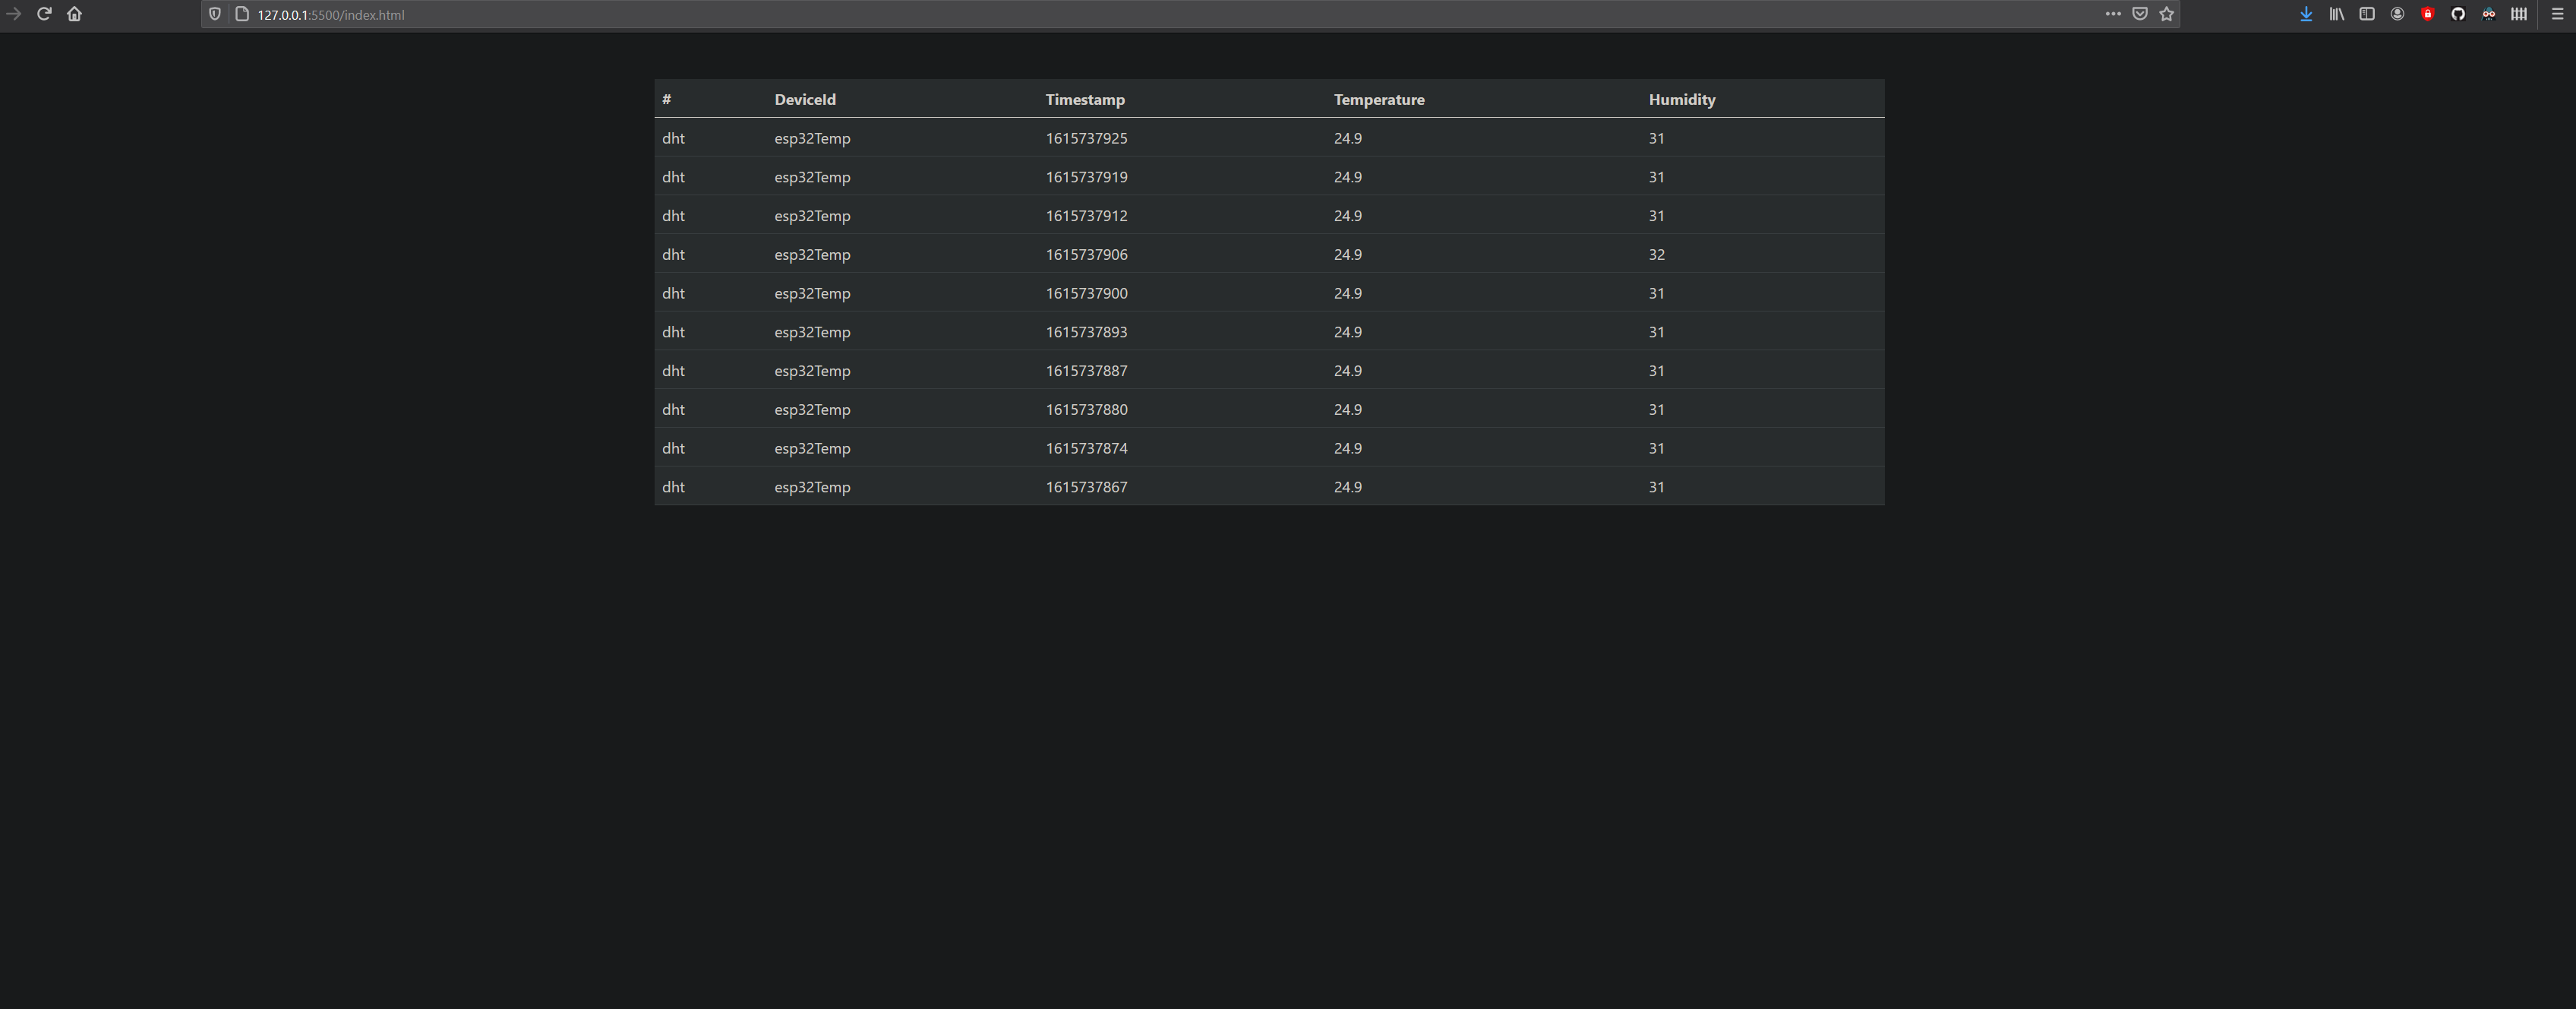 127.0.0.1:5500/index.html
# DeviceId Timestamp Temperature Humidity
dht esp32Temp 1615737925 24.9 31
dht esp32Temp 1615737919 24.9 31
dht esp32Temp 1615737912 24.9 31
dht esp32Temp 1615737906 24.9 32
dht esp32Temp 1615737900 24.9 31
dht esp32Temp 1615737893 24.9 31
dht esp32Temp 1615737887 24.9 31
dht esp32Temp 1615737880 24.9 31
dht esp32Temp 1615737874 24.9 31
dht esp32Temp 1615737867 24.9 31